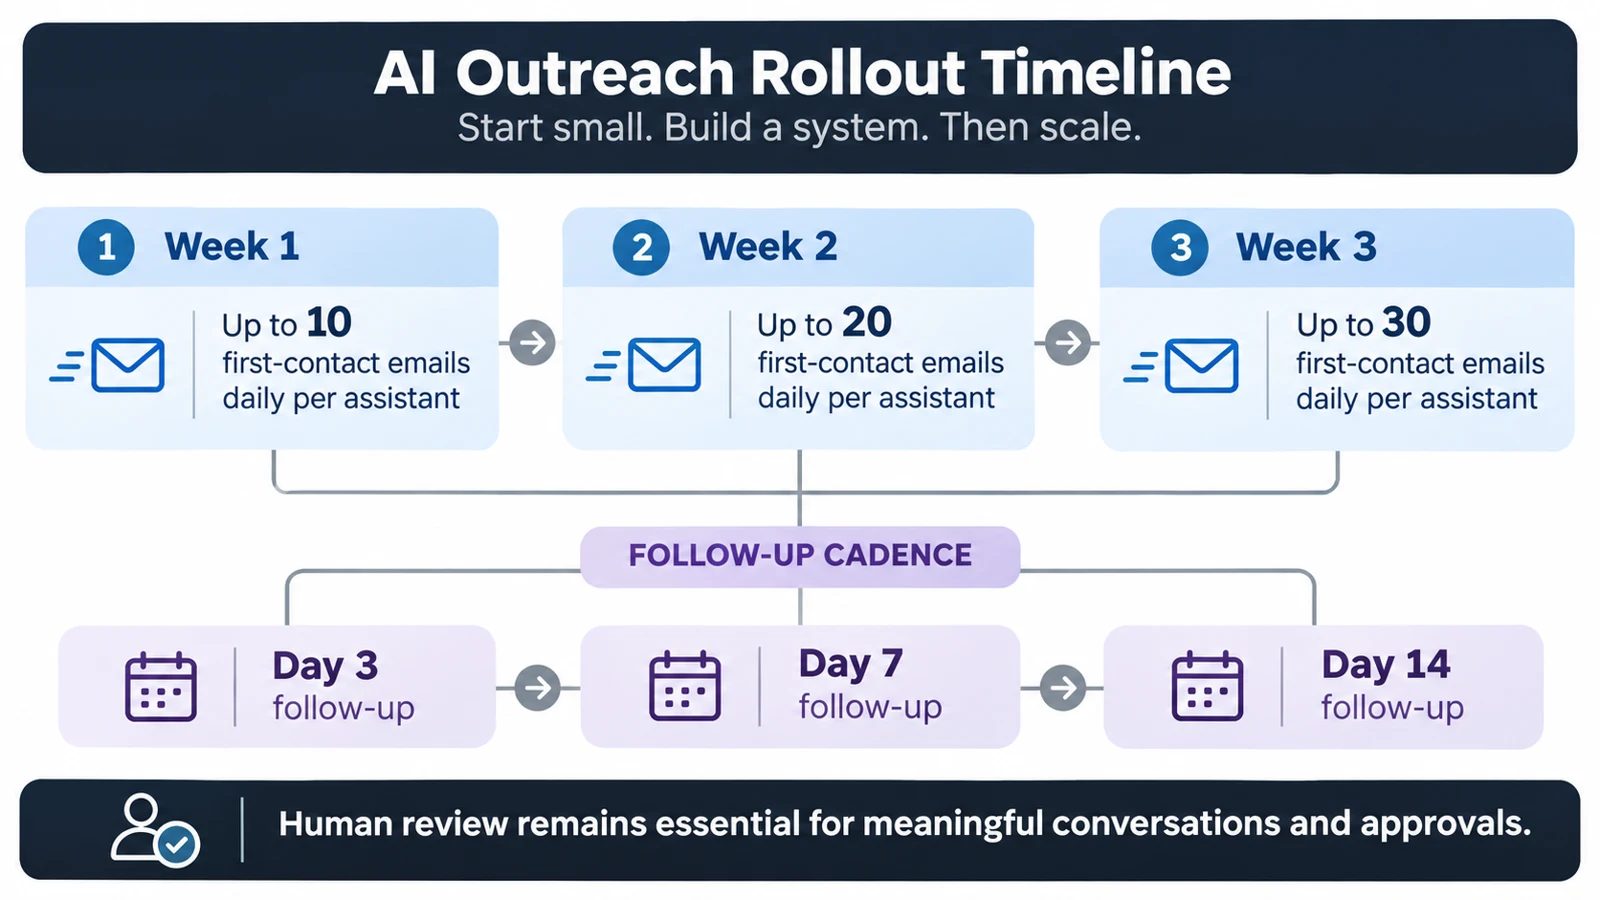 AI Outreach Rollout Timeline
Start small. Build a system. Then scale.
1 Week 1
Up to 10
first-contact emails
daily per assistant
2 Week 2
Up to 20
first-contact emails
daily per assistant
3 Week 3
Up to 30
first-contact emails
daily per assistant
FOLLOW-UP CADENCE
Day 3
follow-up
Day 7
follow-up
Day 14
follow-up
Human review remains essential for meaningful conversations and approvals.